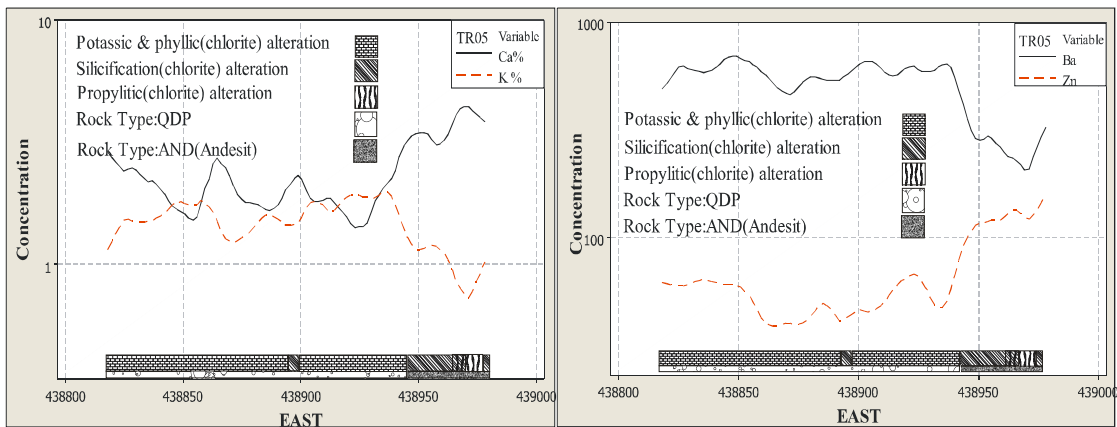 10
1
Concentration
Potassic & phyllic(chlorite) alteration
Silicification(chlorite) alteration
Propylitic(chlorite) alteration
Rock Type:QDP
Rock Type:AND(Andesit)
TR05 Variable
Ca%
K %
438800 438850 438900 438950 439000
EAST
1000
100
Concentration
TR05 Variable
Ba
Zn
Potassic & phyllic(chlorite) alteration
Silicification(chlorite) alteration
Propylitic(chlorite) alteration
Rock Type:QDP
Rock Type:AND(Andesit)
438800 438850 438900 438950 439000
EAST